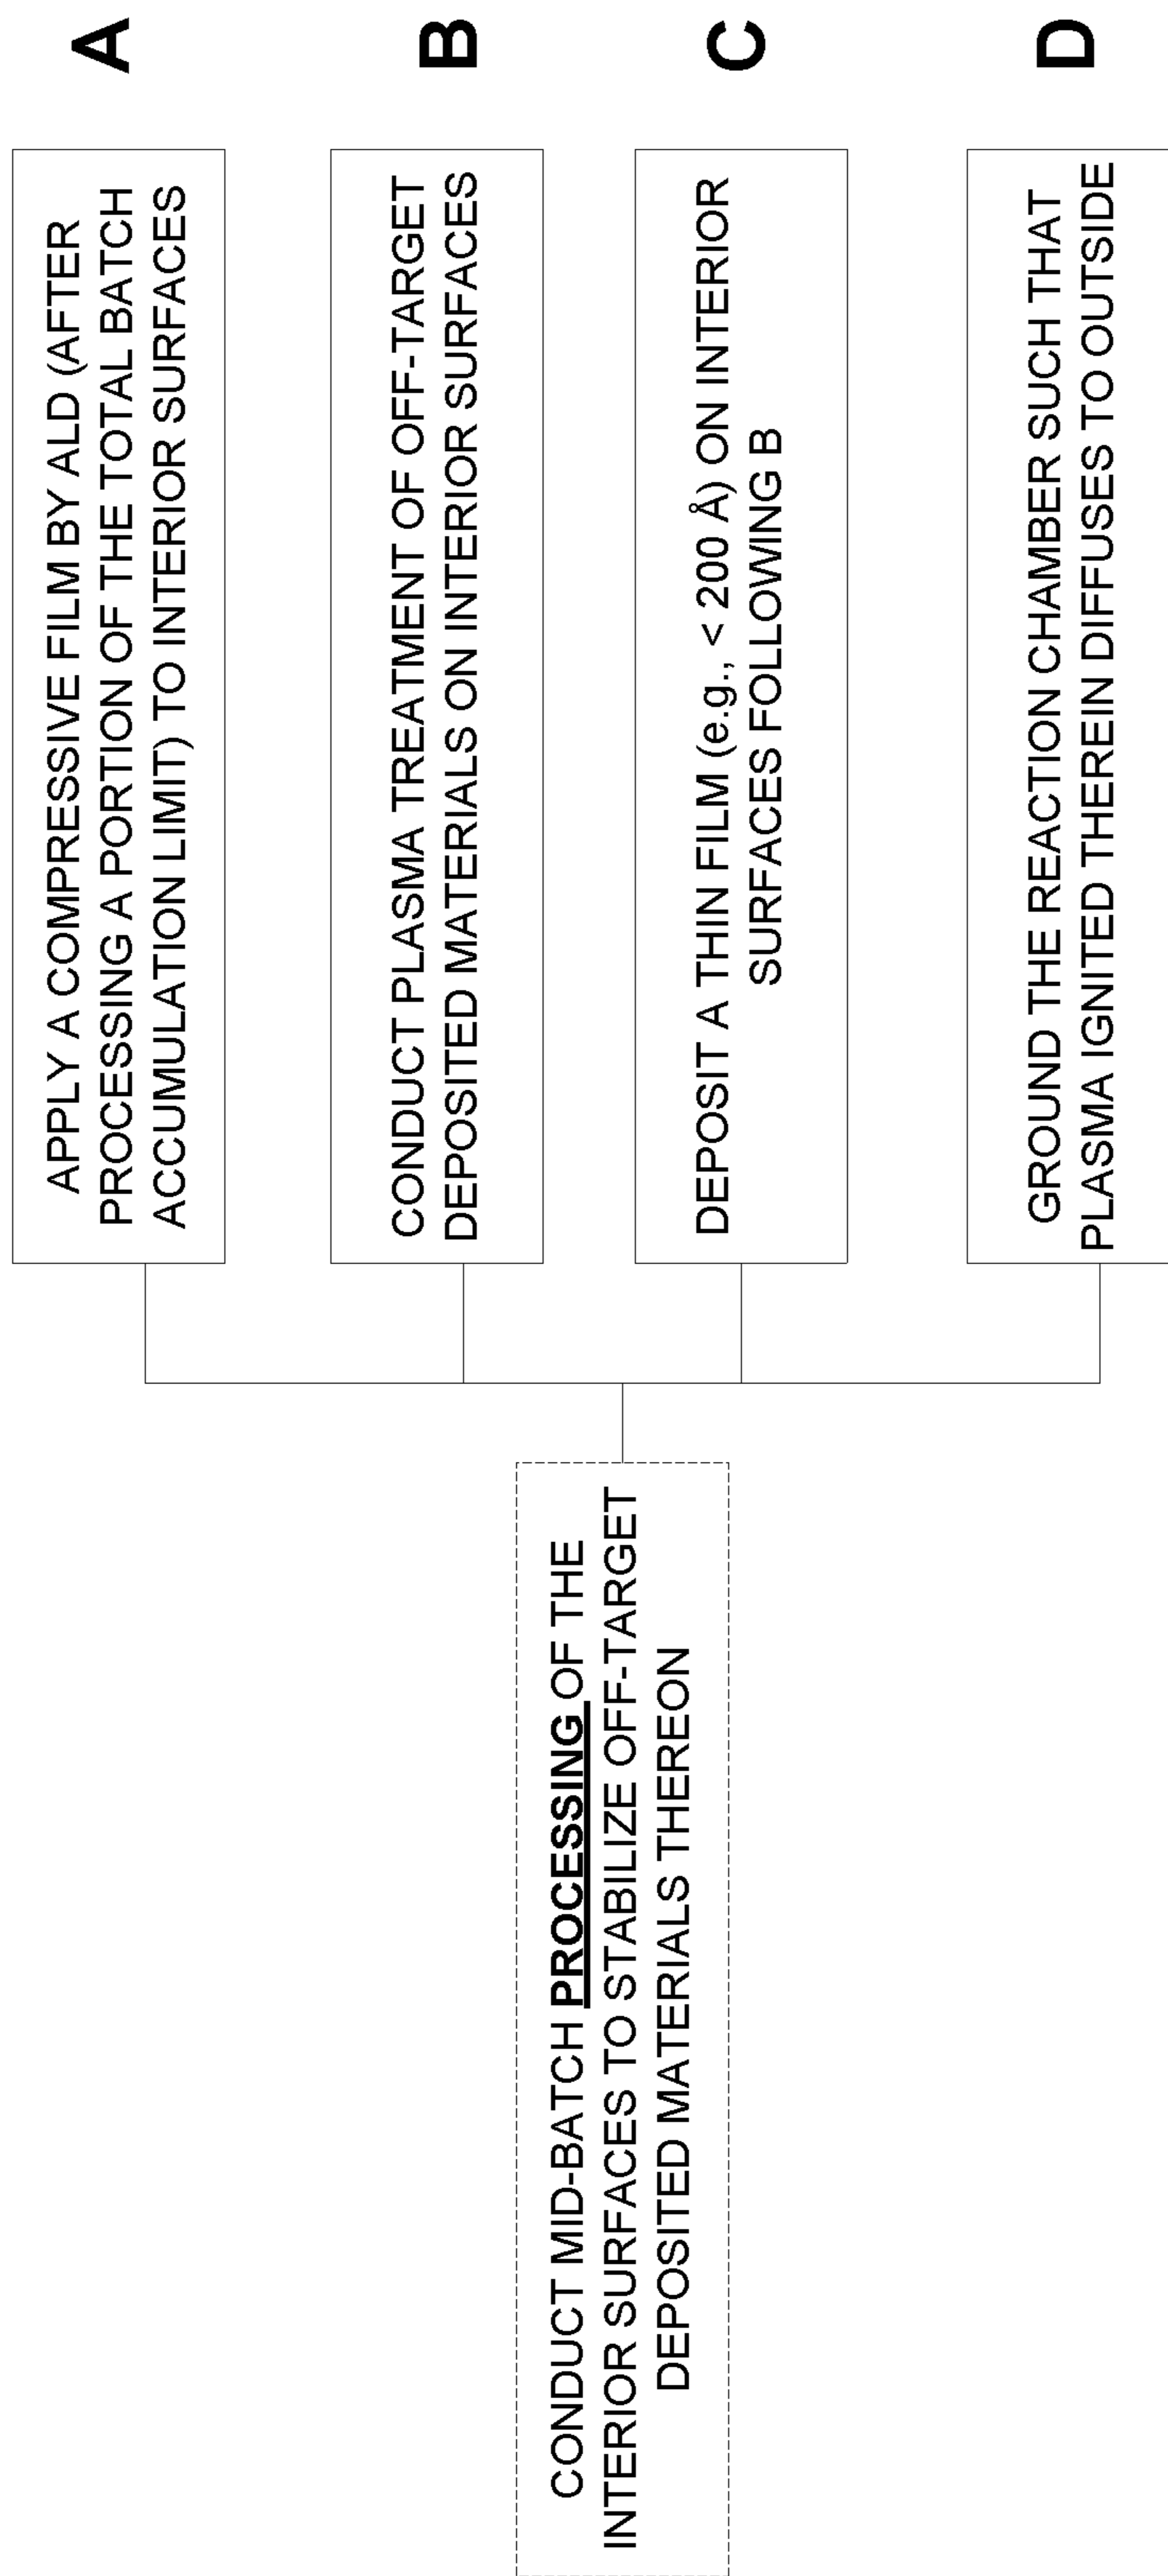 CONDUCT MID-BATCH PROCESSING OF THE
INTERIOR SURFACES TO STABILIZE OFF-TARGET
DEPOSITED MATERIALS THEREON
APPLY A COMPRESSIVE FILM BY ALD (AFTER
PROCESSING A PORTION OF THE TOTAL BATCH
ACCUMULATION LIMIT) TO INTERIOR SURFACES
A
CONDUCT PLASMA TREATMENT OF OFF-TARGET
DEPOSITED MATERIALS ON INTERIOR SURFACES
B
DEPOSIT A THIN FILM (e.g., < 200 Å) ON INTERIOR
SURFACES FOLLOWING B
C
GROUND THE REACTION CHAMBER SUCH THAT
PLASMA IGNITED THEREIN DIFFUSES TO OUTSIDE
D